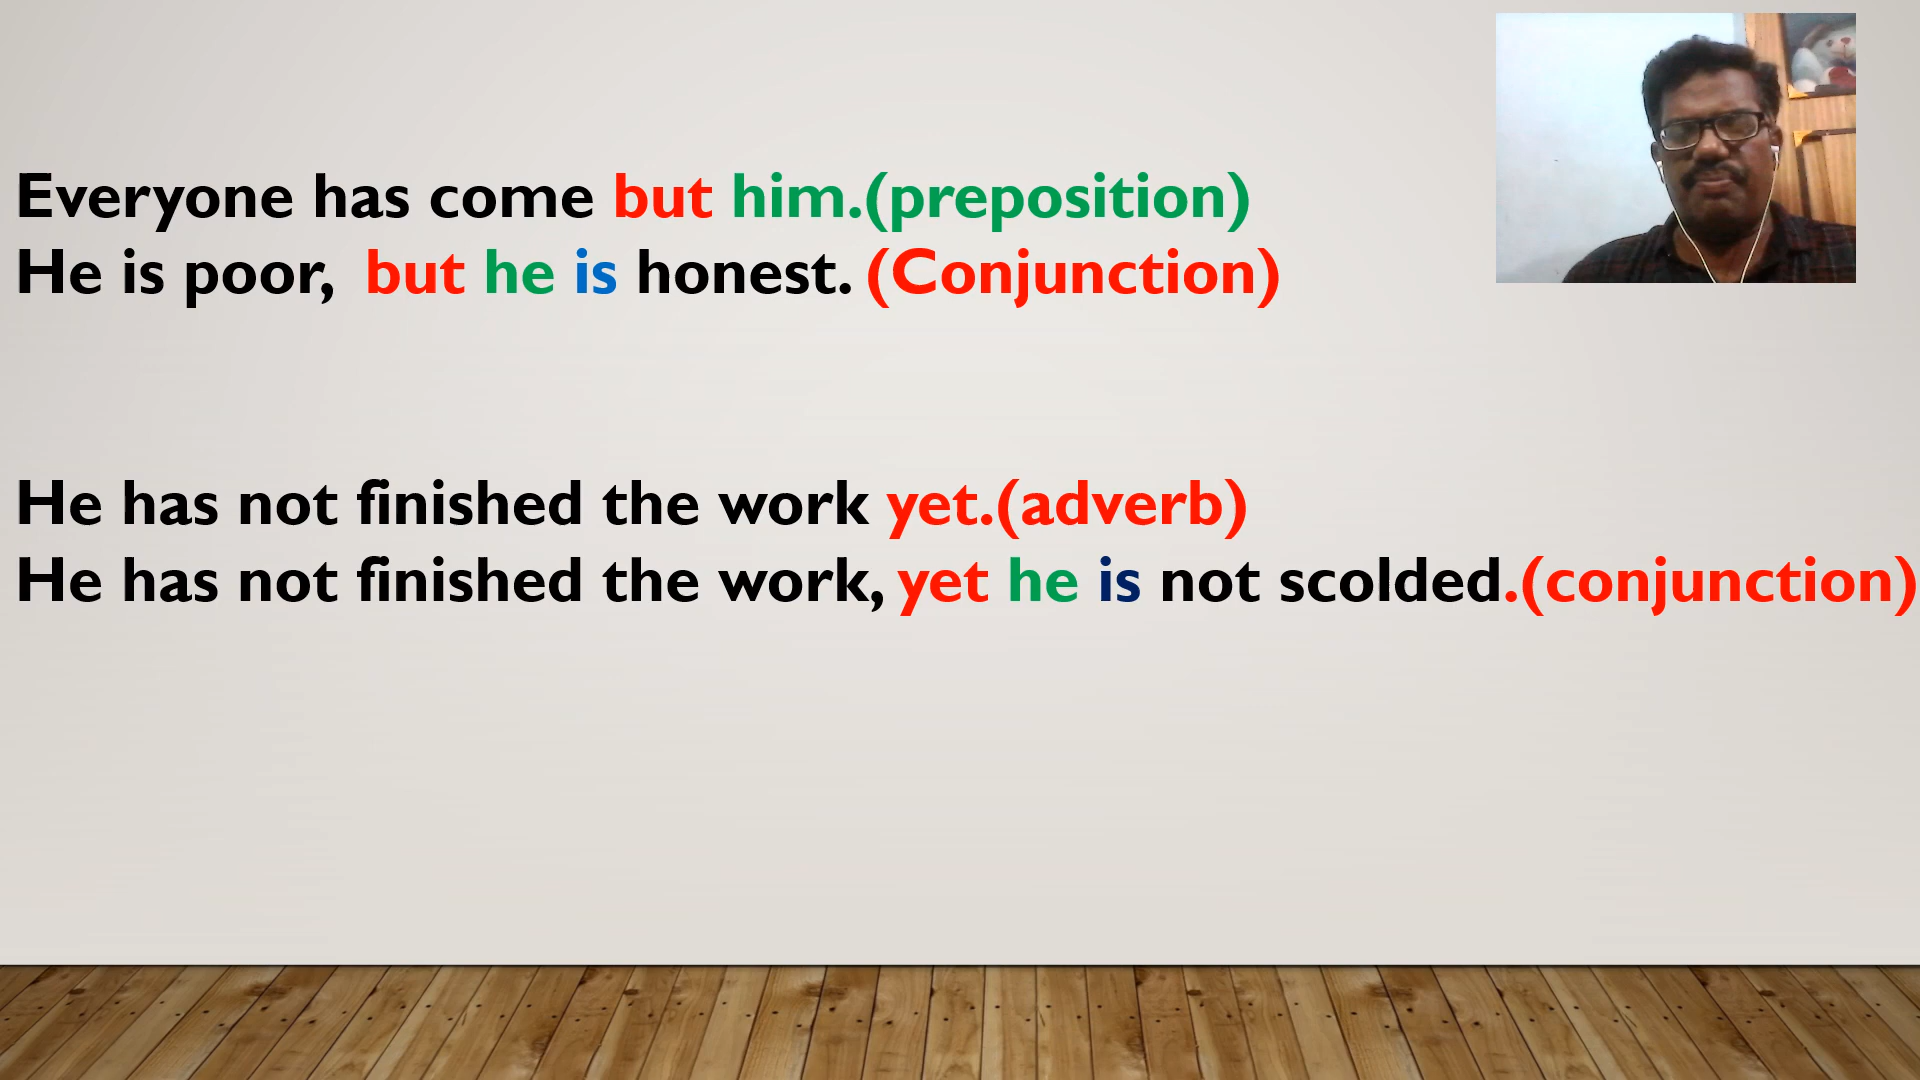 Everyone has come but him.(preposition)
He is poor,  but he is honest. (Conjunction)
He has not finished the work yet.(adverb)
He has not finished the work, yet he is not scolded.(conjunction)